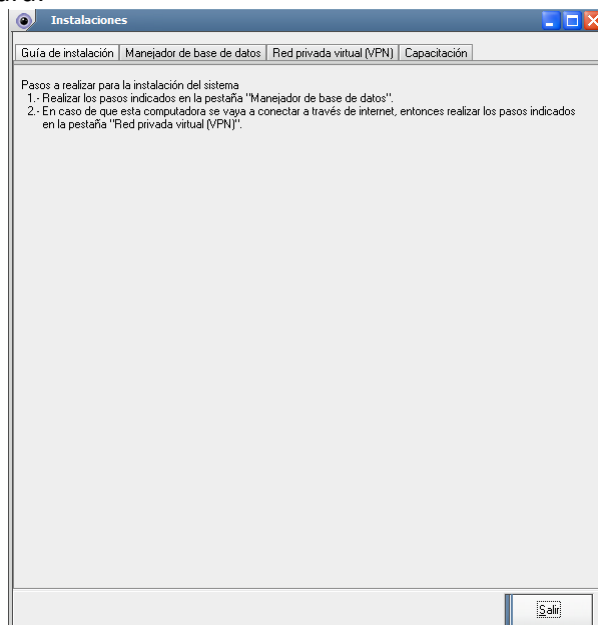 Instalaciones
Guía de instalación Manejador de base de datos Red privada virtual (VPN) Capacitación
Pasos a realizar para la instalación del sistema
1.- Realizar los pasos indicados en la pestaña "Manejador de base de datos".
2.- En caso de que esta computadora se vaya a conectar a través de internet, entonces realizar los pasos indicados
en la pestaña "Red privada virtual (VPN)".
Salir